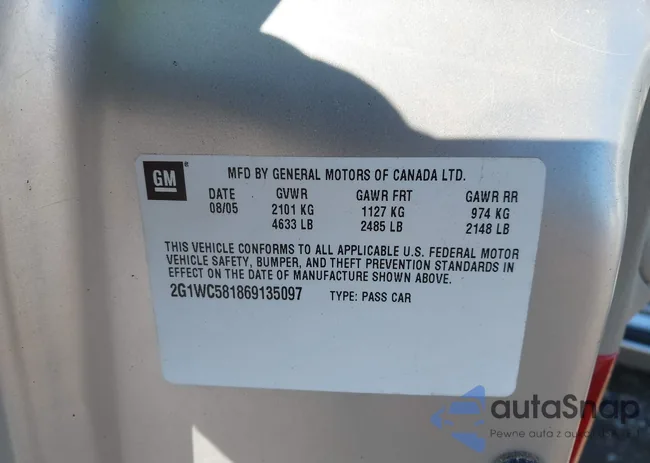 GM
MFD BY GENERAL MOTORS OF CANADA LTD.
DATE GVWR GAWR FRT GAWR RR
08/05 2101 KG 1127 KG 974 KG
4633 LB 2485 LB 2148 LB
THIS VEHICLE CONFORMS TO ALL APPLICABLE U.S. FEDERAL MOTOR
VEHICLE SAFETY, BUMPER, AND THEFT PREVENTION STANDARDS IN
EFFECT ON THE DATE OF MANUFACTURE SHOWN ABOVE.
2G1WC581869135097 TYPE: PASS CAR
autoSnap
Pewne auta z autoSnap